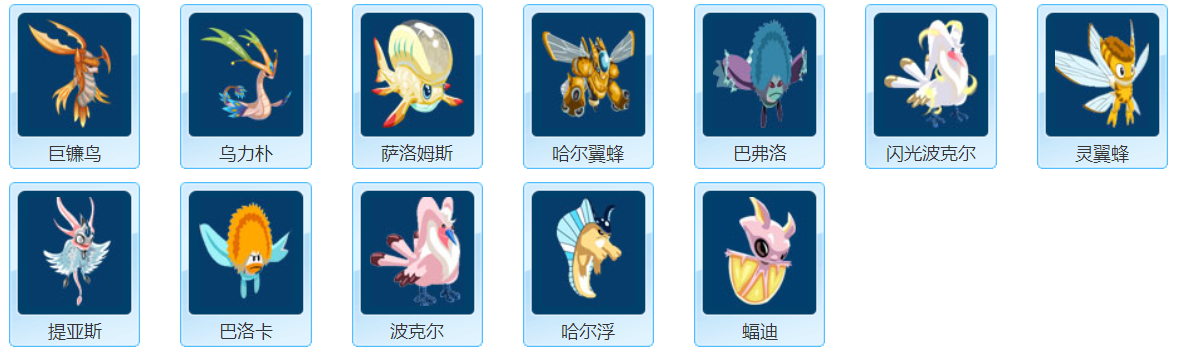 巨镰鸟
乌力朴
萨洛姆斯
哈尔翼蜂
巴弗洛
闪光波克尔
灵翼蜂
提亚斯
巴洛卡
波克尔
哈尔浮
蝠迪